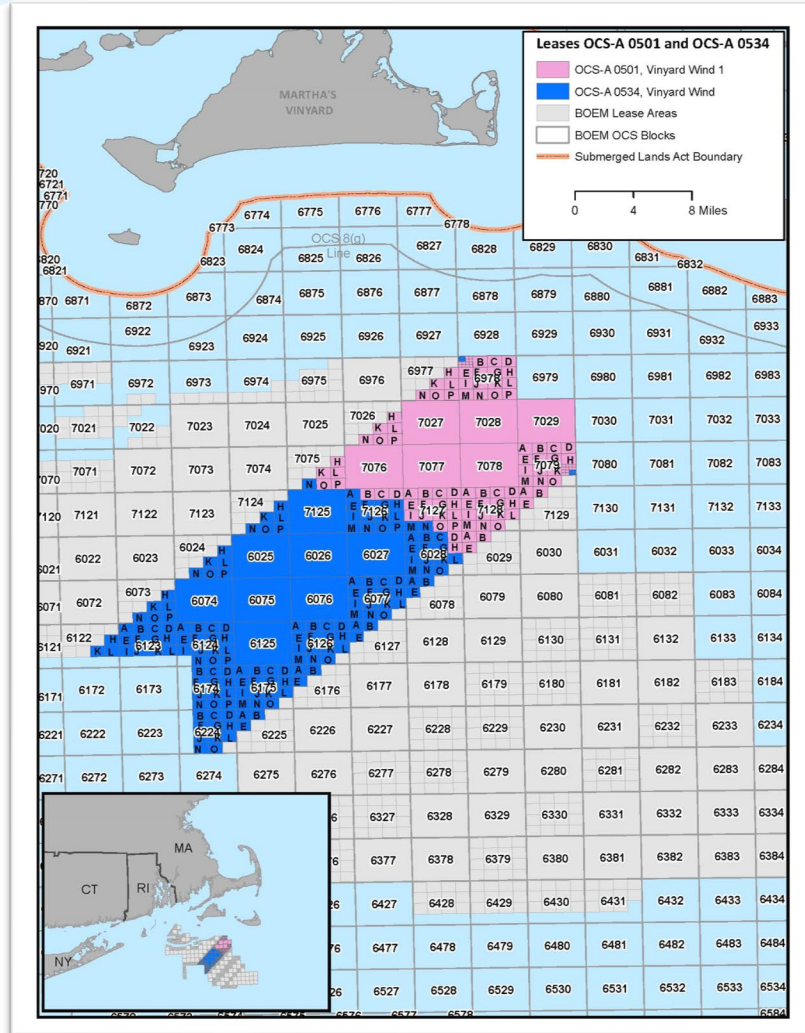 Leases OCS-A 0501 and OCS-A 0534
OCS-A 0501, Vinyard Wind 1
OCS-A 0534, Vinyard Wind
BOEM Lease Areas
BOEM OCS Blocks
Submerged Lands Act Boundary
0 4 8 Miles
MARTHA'S
VINEYARD
6721
6771
6774 6775 6776 6777
6773 6778
OCS 8(g)
Line
6824 6825 6826 6827 6828 6829 6830
6823 6831 6832
6821
6871 6872 6873 6874 6875 6876 6877 6878 6879 6880 6881 6882 6883
6921 6922 6923 6924 6925 6926 6927 6928 6929 6930 6931 6932 6933
B C D
6971 6972 6973 6974 6975 6976 6977 H E F G H 6979 6980 6981 6982 6983
K L I J K L
N O P M N O P
7021 7022 7023 7024 7025 7026 H 7027 7028 7029 7030 7031 7032 7033
K L
N O P
A B C D
7071 7072 7073 7074 7075 H 7076 7077 7078 7079 7080 7081 7082 7083
K L
N O P M N O
A B C D A B C D A B C D A B
7121 7122 7123 7124 H 7125 7126 7127 7128 7129 7130 7131 7132 7133
K L
N O P
6022 6023 6024 H 6025 6026 6027 6028 6029 6030 6031 6032 6033 6034
K L
N O P M N O
A B C D A B
6072 6073 H 6074 6075 6076 6077 6078 6079 6080 6081 6082 6083 6084
K L
N O P M N O
A B C D A B C D A B C D A B
6122 6123 6124 6125 6126 6127 6128 6129 6130 6131 6132 6133 6134
K L I J K L
N O P M N O
B C D A B C D A B
6171 6172 6173 6174 6175 6176 6177 6178 6179 6180 6181 6182 6183 6184
N O P M N O
B C D A B
6221 6222 6223 6224 6225 6226 6227 6228 6229 6230 6231 6232 6233 6234
N O
6271 6272 6273 6274 6275 6276 6277 6278 6279 6280 6281 6282 6283 6284
6327 6328 6329 6330 6331 6332 6333 6334
6377 6378 6379 6380 6381 6382 6383 6384
6427 6428 6429 6430 6431 6432 6433 6434
6477 6478 6479 6480 6481 6482 6483 6484
6527 6528 6529 6530 6531 6532 6533 6534
MA
CT
RI
NY